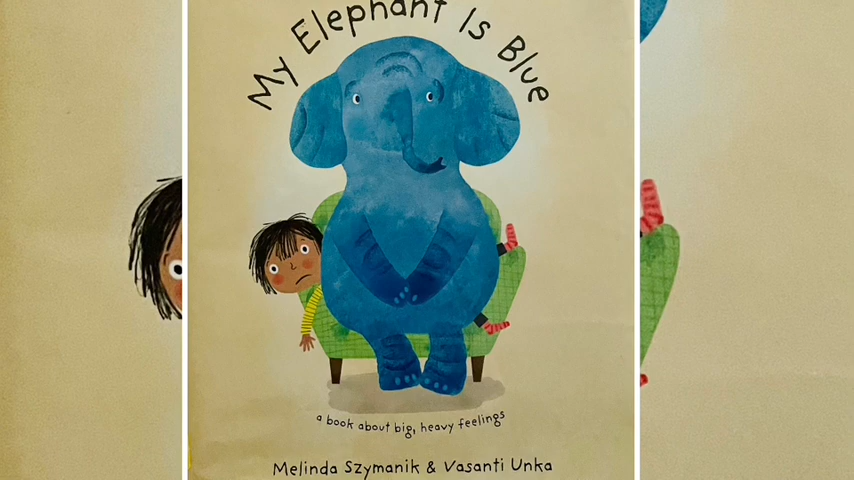 My Elephant Is Blue
a book about big, heavy feelings
Melinda Szymanik & Vasanti Unka